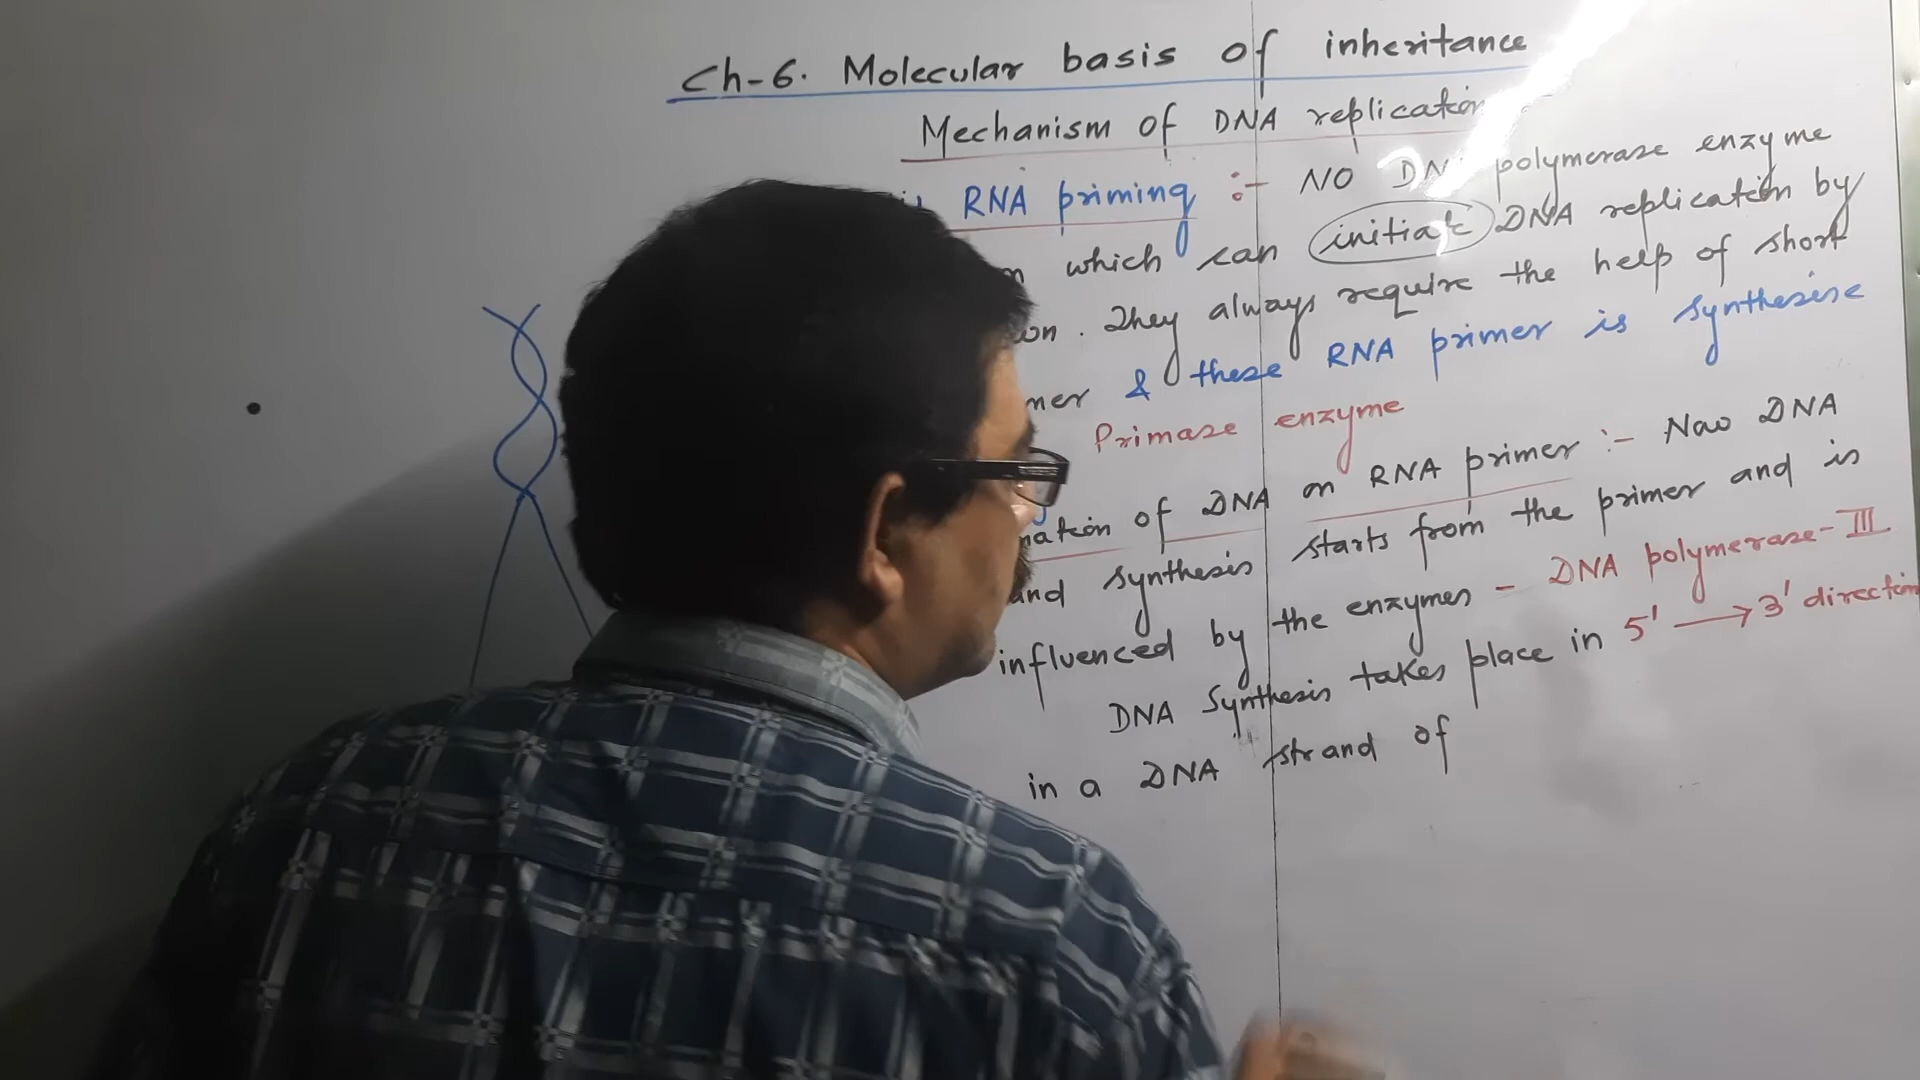 Ch-6. Molecular basis of inheritance
Mechanism of DNA replication
RNA priming :- NO DN polymerase enzyme
which can initiate DNA replication by
on. They always require the help of short
mer & these RNA primer is synthesise
Primase enzyme
nation of DNA on RNA primer :- Nao DNA
and synthesis starts from the primer and is
influenced by the enzymes - DNA polymerase-III
DNA Synthesis takes place in 5' → 3' direction
in a DNA strand of